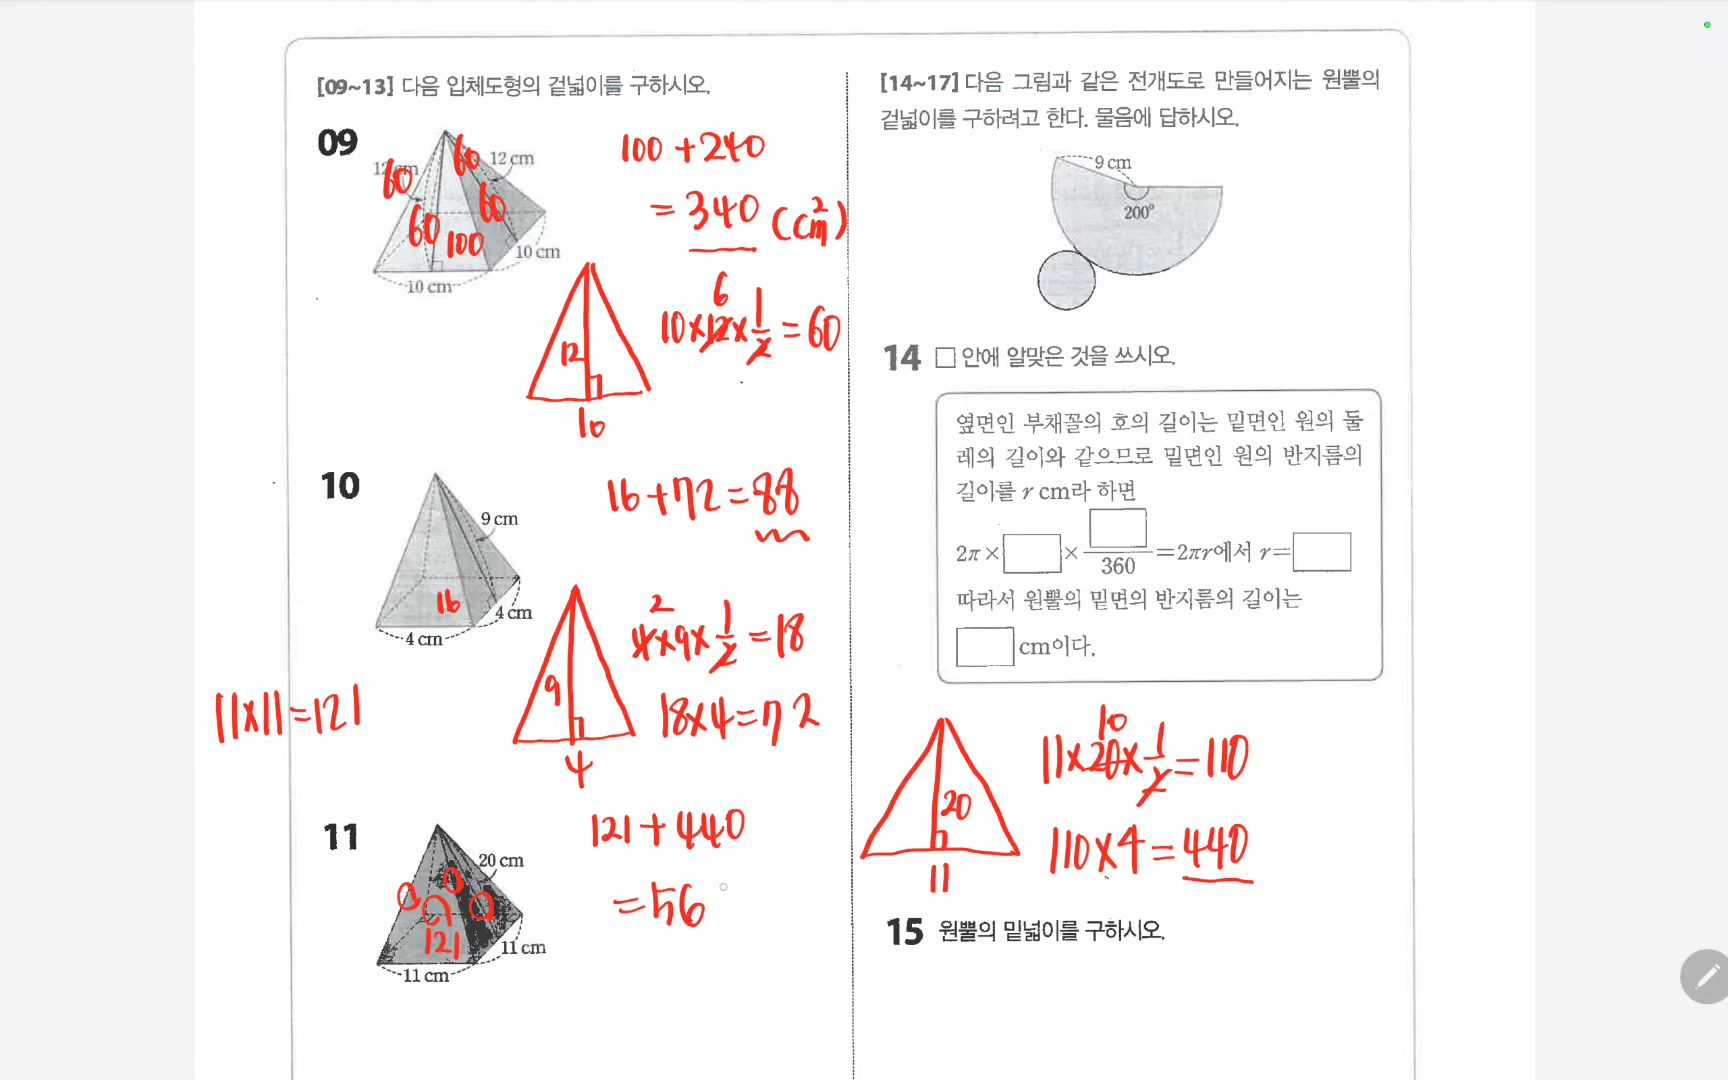 [09~13] 다음 입체도형의 겉넓이를 구하시오.
09
12 cm
12 cm
60
60
60
60
100
10 cm
10 cm
100+240
=340 (cm²)
6
10×12×1/2=60
12
10
10
9 cm
16
4 cm
4 cm
16+72=88
2
4×9×1/2=18
18×4=72
9
4
11×11=121
11
20 cm
121
11 cm
11 cm
121+440
=56
[14~17] 다음 그림과 같은 전개도로 만들어지는 원뿔의
겉넓이를 구하려고 한다. 물음에 답하시오.
9 cm
200°
14 □ 안에 알맞은 것을 쓰시오.
옆면인 부채꼴의 호의 길이는 밑면인 원의 둘
레의 길이와 같으므로 밑면인 원의 반지름의
길이를 r cm라 하면
2π×□×□/360=2πr에서 r=□
따라서 원뿔의 밑면의 반지름의 길이는
□ cm이다.
20
11
10
11×20×1/2=110
110×4=440
15 원뿔의 밑넓이를 구하시오.